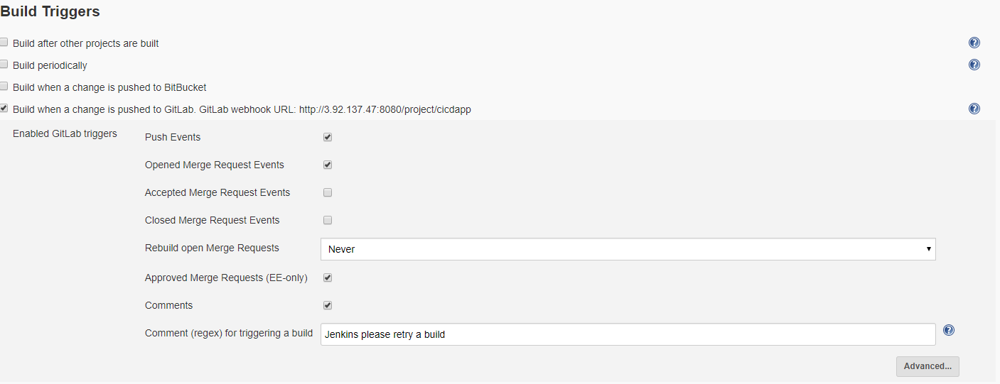 Build Triggers
Build after other projects are built
Build periodically
Build when a change is pushed to BitBucket
Build when a change is pushed to GitLab. GitLab webhook URL: http://3.92.137.47:8080/project/cicdapp
Enabled GitLab triggers
Push Events
Opened Merge Request Events
Accepted Merge Request Events
Closed Merge Request Events
Rebuild open Merge Requests Never
Approved Merge Requests (EE-only)
Comments
Comment (regex) for triggering a build Jenkins please retry a build
Advanced...